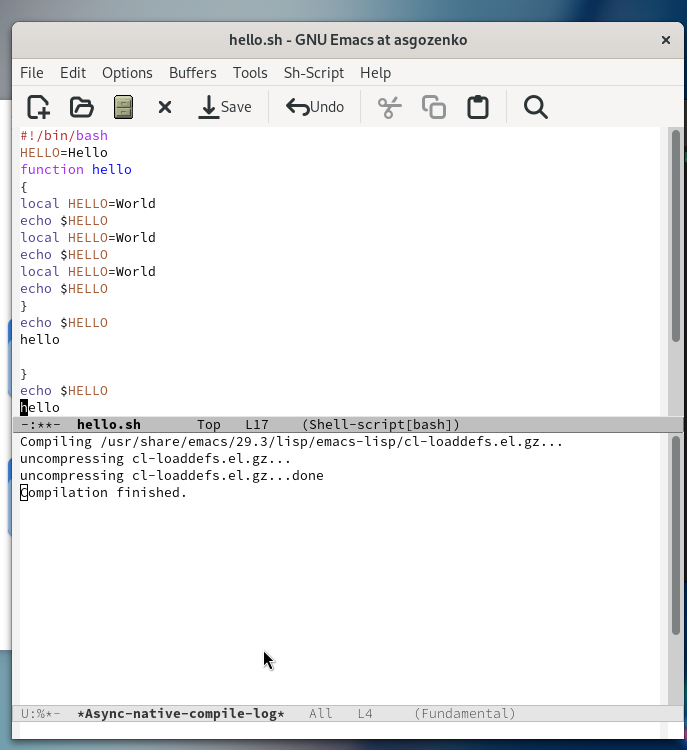 hello.sh - GNU Emacs at asgozenko ×
File Edit Options Buffers Tools Sh-Script Help
Save Undo
#!/bin/bash
HELLO=Hello
function hello
{
local HELLO=World
echo $HELLO
local HELLO=World
echo $HELLO
local HELLO=World
echo $HELLO
}
echo $HELLO
hello
}
echo $HELLO
hello
-:**- hello.sh Top L17 (Shell-script[bash])
Compiling /usr/share/emacs/29.3/lisp/emacs-lisp/cl-loaddefs.el.gz...
uncompressing cl-loaddefs.el.gz...
uncompressing cl-loaddefs.el.gz...done
Compilation finished.
U:%*- *Async-native-compile-log* All L4 (Fundamental)